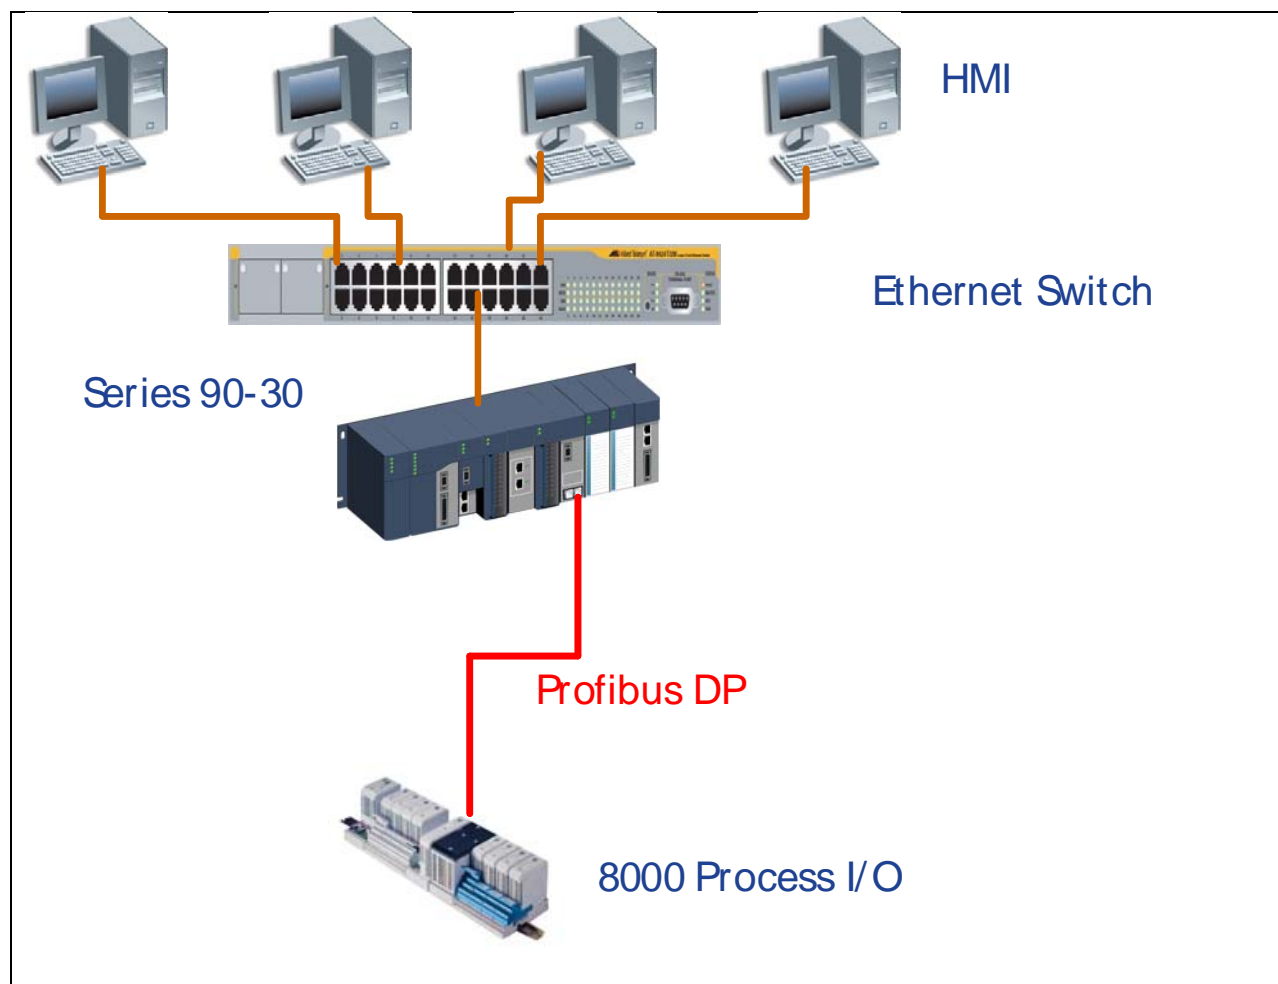 HMI
Ethernet Switch
Series 90-30
Profibus DP
8000 Process I/O